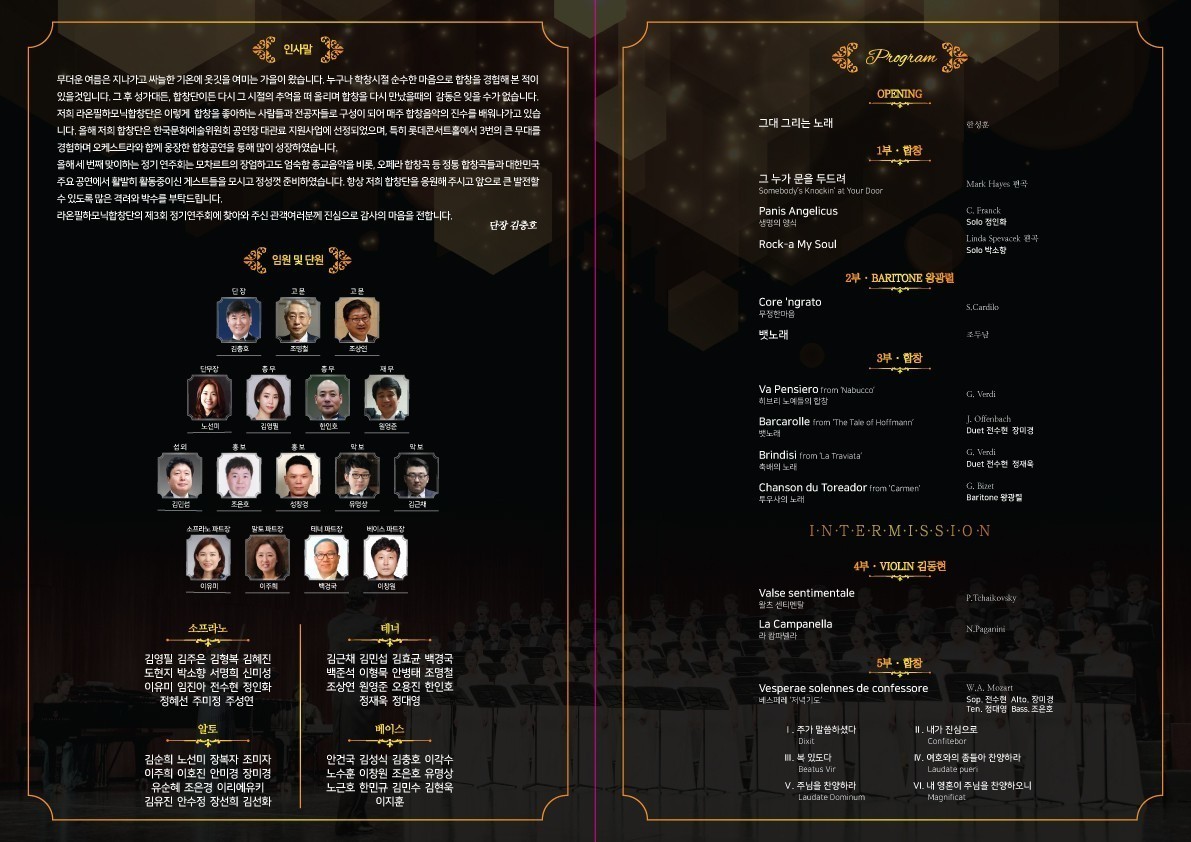 인사말
무더운 여름은 지나가고 싸늘한 기온에 옷깃을 여미는 가을이 왔습니다. 누구나 학창시절 순수한 마음으로 합창을 경험해 본 적이
있을것입니다. 그 후 성가대든, 합창단이든 다시 그 시절의 추억을 떠 올리며 합창을 다시 만났을때의 감동은 잊을 수가 없습니다.
저희 라온필하모닉합창단은 이렇게 합창을 좋아하는 사람들과 전공자들로 구성이 되어 매주 합창음악의 진수를 배워나가고 있습
니다. 올해 저희 합창단은 한국문화예술위원회 공연장 대관료 지원사업에 선정되었으며, 특히 롯데콘서트홀에서 3번의 큰 무대를
경험하며 오케스트라와 함께 웅장한 합창공연을 통해 많이 성장하였습니다.
올해 세 번째 맞이하는 정기 연주회는 모차르트의 장엄하고도 엄숙함 종교음악을 비롯, 오페라 합창곡 등 정통 합창곡들과 대한민국
주요 공연에서 활발히 활동중이신 게스트들을 모시고 정성껏 준비하였습니다. 항상 저희 합창단을 응원해 주시고 앞으로 큰 발전할
수 있도록 많은 격려와 박수를 부탁드립니다.
라온필하모닉합창단의 제3회 정기연주회에 찾아와 주신 관객여러분께 진심으로 감사의 마음을 전합니다.
단장 김충호
임원 및 단원
단 장 고 문 고 문
김충호 조명철 조상연
단무장 총 무 총 무 재 무
노선미 김영필 한인호 원영준
섭 외 홍 보 홍 보 악 보 악 보
김민섭 조은호 성창경 유명상 김근채
소프라노 파트장 알토 파트장 테너 파트장 베이스 파트장
이유미 이주희 백경국 이창원
소프라노
김영필 김주은 김형복 김혜진
도현지 박소향 서명희 신미성
이유미 임진아 전수현 정인화
정혜선 주미정 주성연
테너
김근채 김민섭 김효균 백경국
백준석 이형묵 안병태 조명철
조상연 원영준 오용진 한인호
정재욱 정대영
알토
김순희 노선미 장복자 조미자
이주희 이호진 안미경 장미경
유순혜 조은경 이리에유키
김유진 안수정 장선희 김선화
베이스
안건국 김성식 김충호 이각수
노수훈 이창원 조은호 유명상
노근호 한민규 김민수 김현욱
이지훈
Program
OPENING
그대 그리는 노래 한성훈
1부 · 합창
그 누가 문을 두드려 Mark Hayes 편곡
Somebody's Knockin' at Your Door
Panis Angelicus C. Franck
생명의 양식 Solo 정인화
Rock-a My Soul Linda Spevacek 편곡
Solo 박소향
2부 · BARITONE 왕광렬
Core 'ngrato S.Cardilo
무정한마음
뱃노래 조두남
3부 · 합창
Va Pensiero from 'Nabucco' G. Verdi
히브리 노예들의 합창
Barcarolle from 'The Tale of Hoffmann' J. Offenbach
뱃노래 Duet 전수현 장미경
Brindisi from 'La Traviata' G. Verdi
축배의 노래 Duet 전수현 정재욱
Chanson du Toreador from 'Carmen' G. Bizet
투우사의 노래 Baritone 왕광렬
I·N·T·E·R·M·I·S·S·I·O·N
4부 · VIOLIN 김동현
Valse sentimentale P.Tchaikovsky
왈츠 센티멘탈
La Campanella N.Paganini
라 캄파넬라
5부 · 합창
Vesperae solennes de confessore W.A. Mozart
베스페레 '저녁기도' Sop. 전수현 Alto. 장미경
Ten. 정대영 Bass. 조은호
I. 주가 말씀하셨다 II. 내가 진심으로
Dixit Confitebor
III. 복 있도다 IV. 여호와의 종들아 찬양하라
Beatus Vir Laudate pueri
V. 주님을 찬양하라 VI. 내 영혼이 주님을 찬양하오니
Laudate Dominum Magnificat